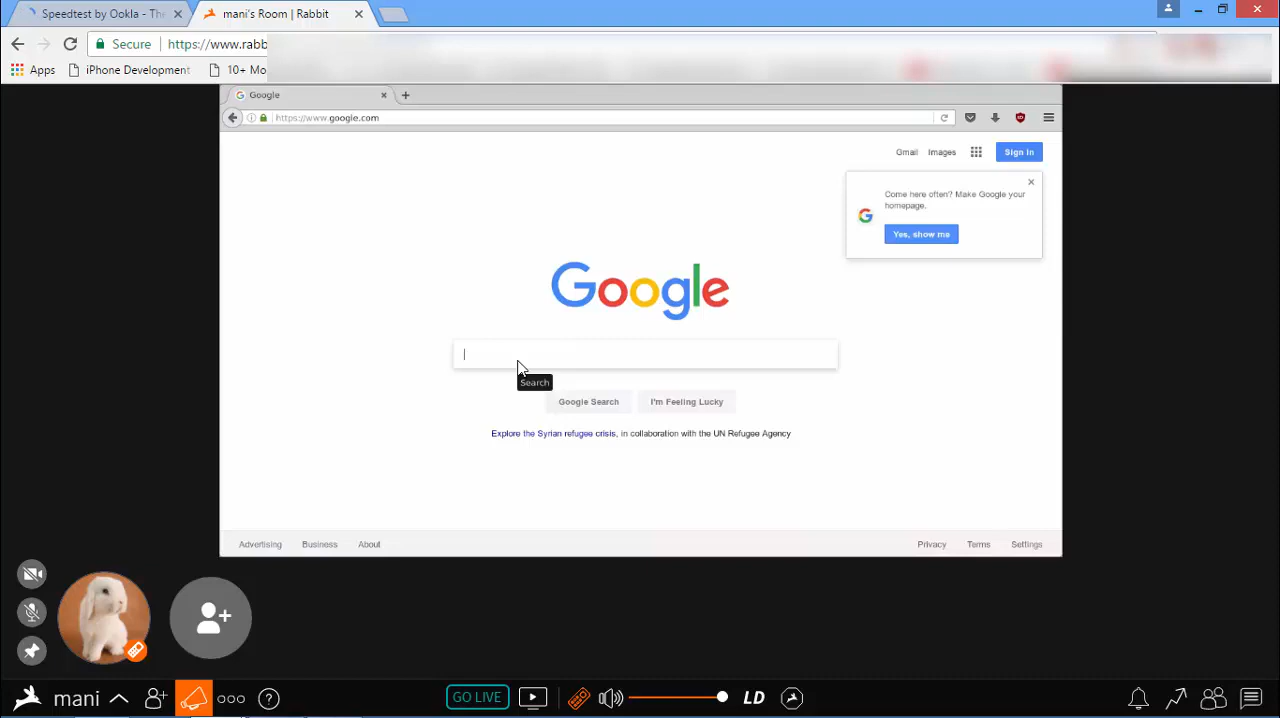 Speedtest by Ookla - The
mani's Room | Rabbit
Secure
https://www.rabb
Apps
iPhone Development
10+ Mo
Google
https://www.google.com
Gmail
Images
Sign in
Come here often? Make Google your
homepage.
Yes, show me
Google
Search
Google Search
I'm Feeling Lucky
Explore the Syrian refugee crisis, in collaboration with the UN Refugee Agency
Advertising
Business
About
Privacy
Terms
Settings
mani
GO LIVE
LD